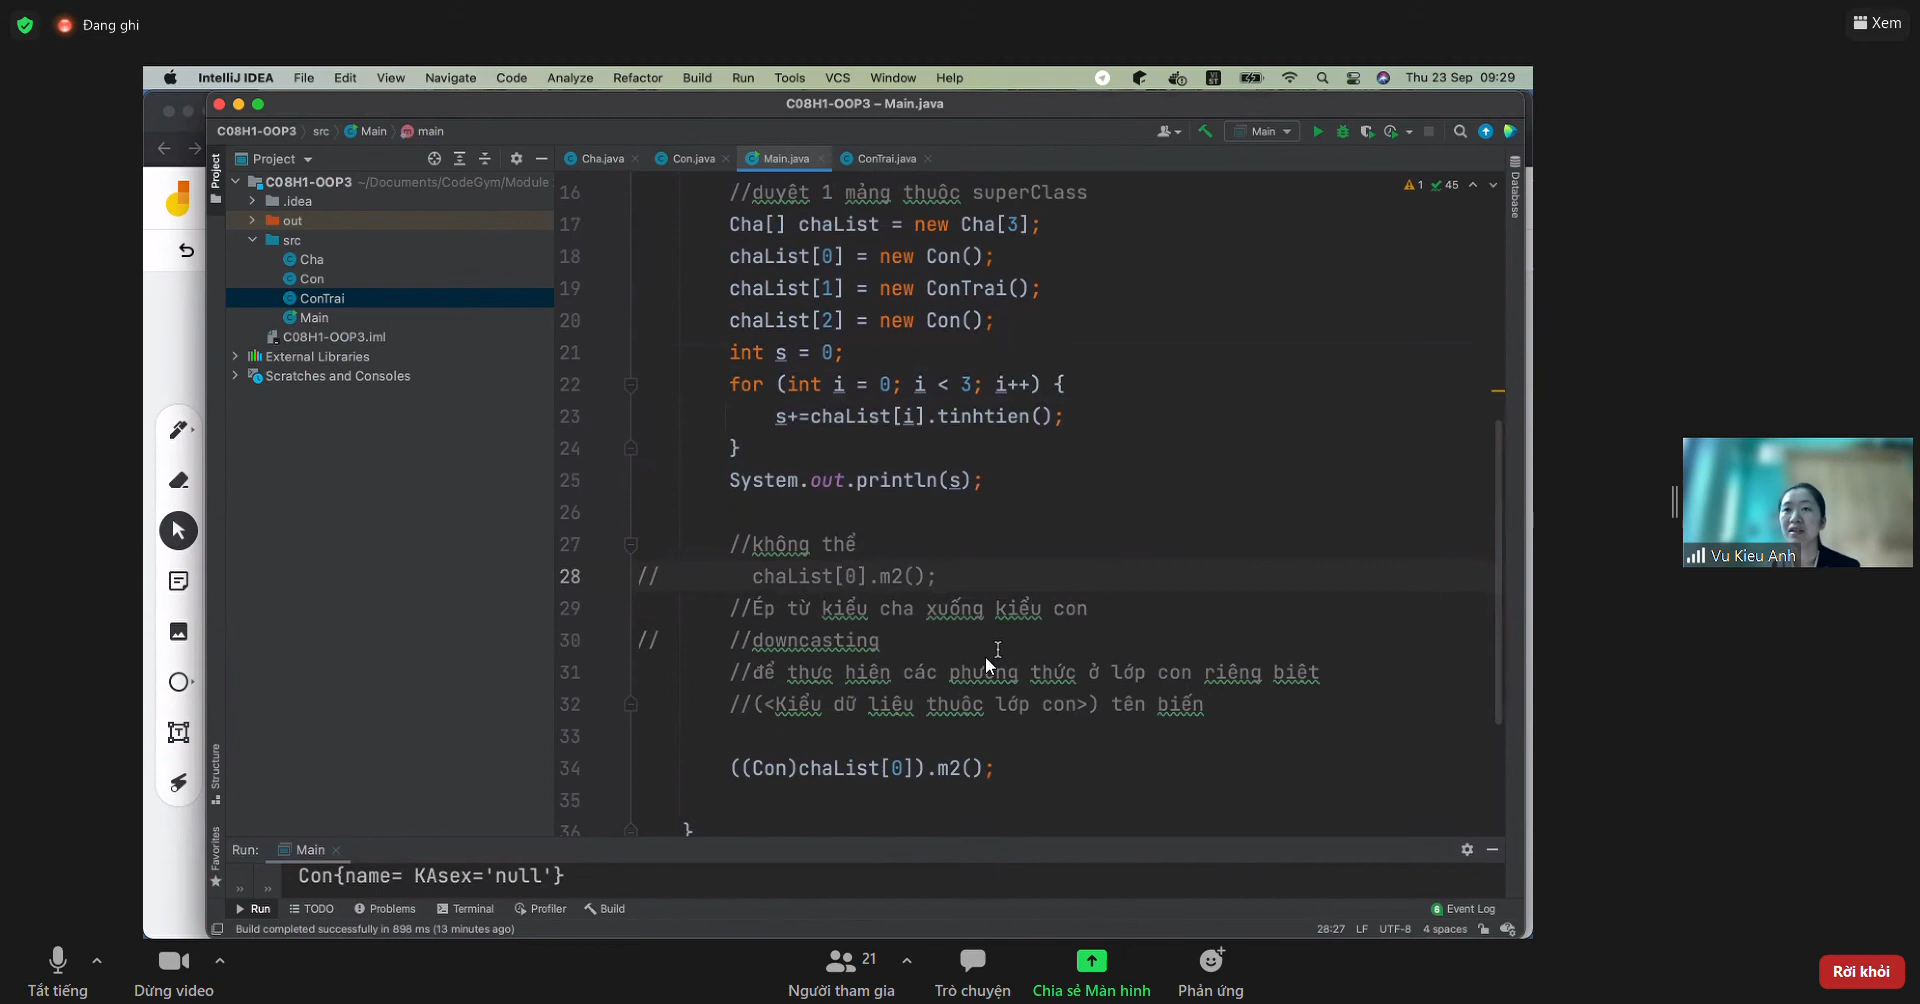 Đang ghi
Xem
IntelliJ IDEA File Edit View Navigate Code Analyze Refactor Build Run Tools VCS Window Help
Thu 23 Sep 09:29
C08H1-OOP3 – Main.java
C08H1-OOP3 src Main main
Main
Project
Cha.java
Con.java
Main.java
ConTrai.java
Project
Database
C08H1-OOP3 ~/Documents/CodeGym/Module
.idea
out
src
Cha
Con
ConTrai
Main
C08H1-OOP3.iml
External Libraries
Scratches and Consoles
1 45
16 //duyệt 1 mảng thuộc superClass
17 Cha[] chaList = new Cha[3];
18 chaList[0] = new Con();
19 chaList[1] = new ConTrai();
20 chaList[2] = new Con();
21 int s = 0;
22 for (int i = 0; i < 3; i++) {
23 s+=chaList[i].tinhtien();
24 }
25 System.out.println(s);
26
27 //không thể
28 // chaList[0].m2();
29 //Ép từ kiểu cha xuống kiểu con
30 // //downcasting
31 //để thực hiện các phương thức ở lớp con riêng biệt
32 //(<Kiểu dữ liệu thuộc lớp con>) tên biến
33
34 ((Con)chaList[0]).m2();
35
36 }
Structure
Favorites
Run: Main
Con{name= KAsex='null'}
Run TODO Problems Terminal Profiler Build
6 Event Log
Build completed successfully in 898 ms (13 minutes ago)
28:27 LF UTF-8 4 spaces
Vu Kieu Anh
Tắt tiếng
Dừng video
21
Người tham gia
Trò chuyện
Chia sẻ Màn hình
Phản ứng
Rời khỏi